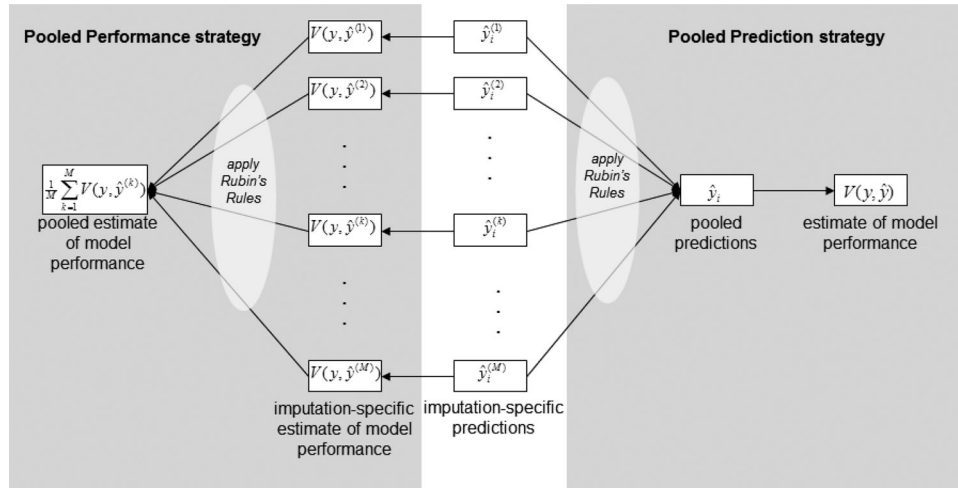 Pooled Performance strategy
Pooled Prediction strategy
V(y, ŷ^(1))
ŷ_i^(1)
V(y, ŷ^(2))
ŷ_i^(2)
apply
Rubin's
Rules
apply
Rubin's
Rules
1/M ∑_{k=1}^{M} V(y, ŷ^(k))
pooled estimate
of model
performance
V(y, ŷ^(k))
ŷ_i^(k)
ŷ_i
pooled
predictions
V(y, ŷ)
estimate of model
performance
V(y, ŷ^(M))
ŷ_i^(M)
imputation-specific
estimate of model
performance
imputation-specific
predictions